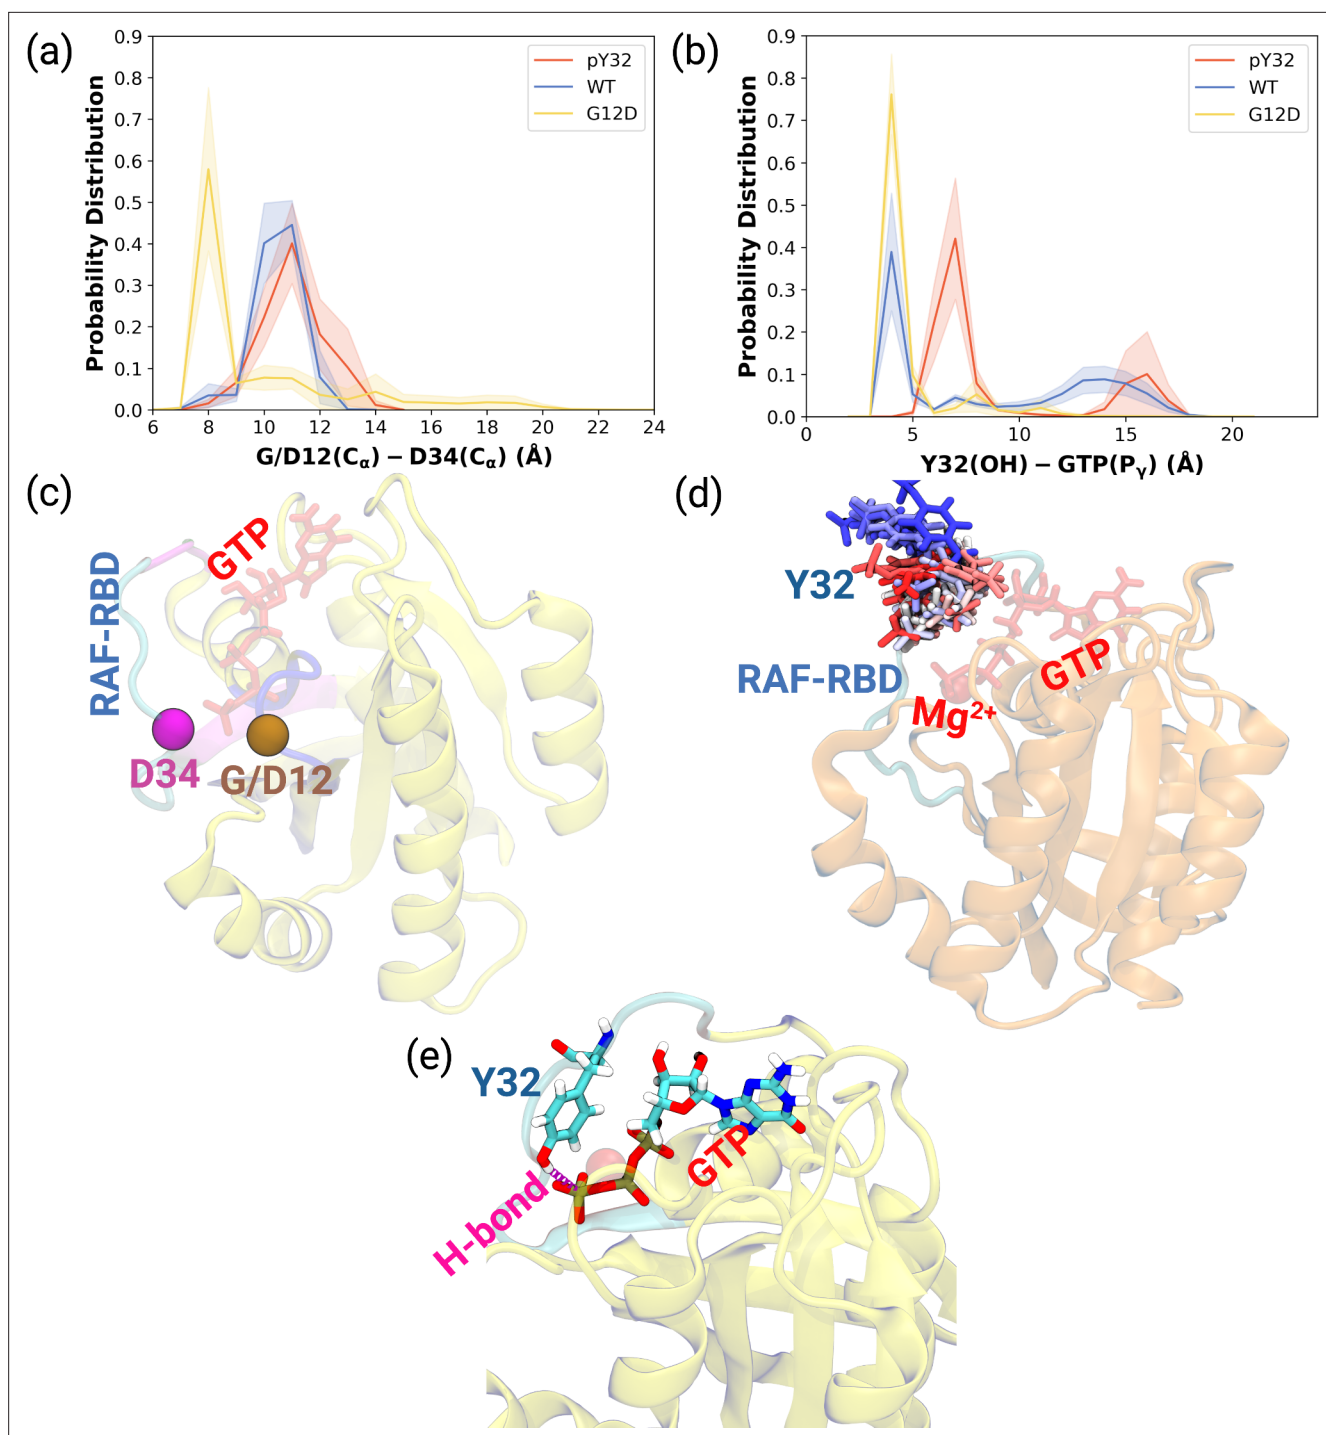 (a)
0.9
0.8
0.7
0.6
0.5
0.4
0.3
0.2
0.1
0.0
Probability Distribution
pY32
WT
G12D
6 8 10 12 14 16 18 20 22 24
G/D12(Cα) − D34(Cα) (Å)
(b)
0.9
0.8
0.7
0.6
0.5
0.4
0.3
0.2
0.1
0.0
Probability Distribution
pY32
WT
G12D
0 5 10 15 20
Y32(OH) − GTP(Pγ) (Å)
(c)
GTP
RAF-RBD
D34
G/D12
(d)
Y32
RAF-RBD
GTP
Mg²⁺
(e)
Y32
GTP
H-bond